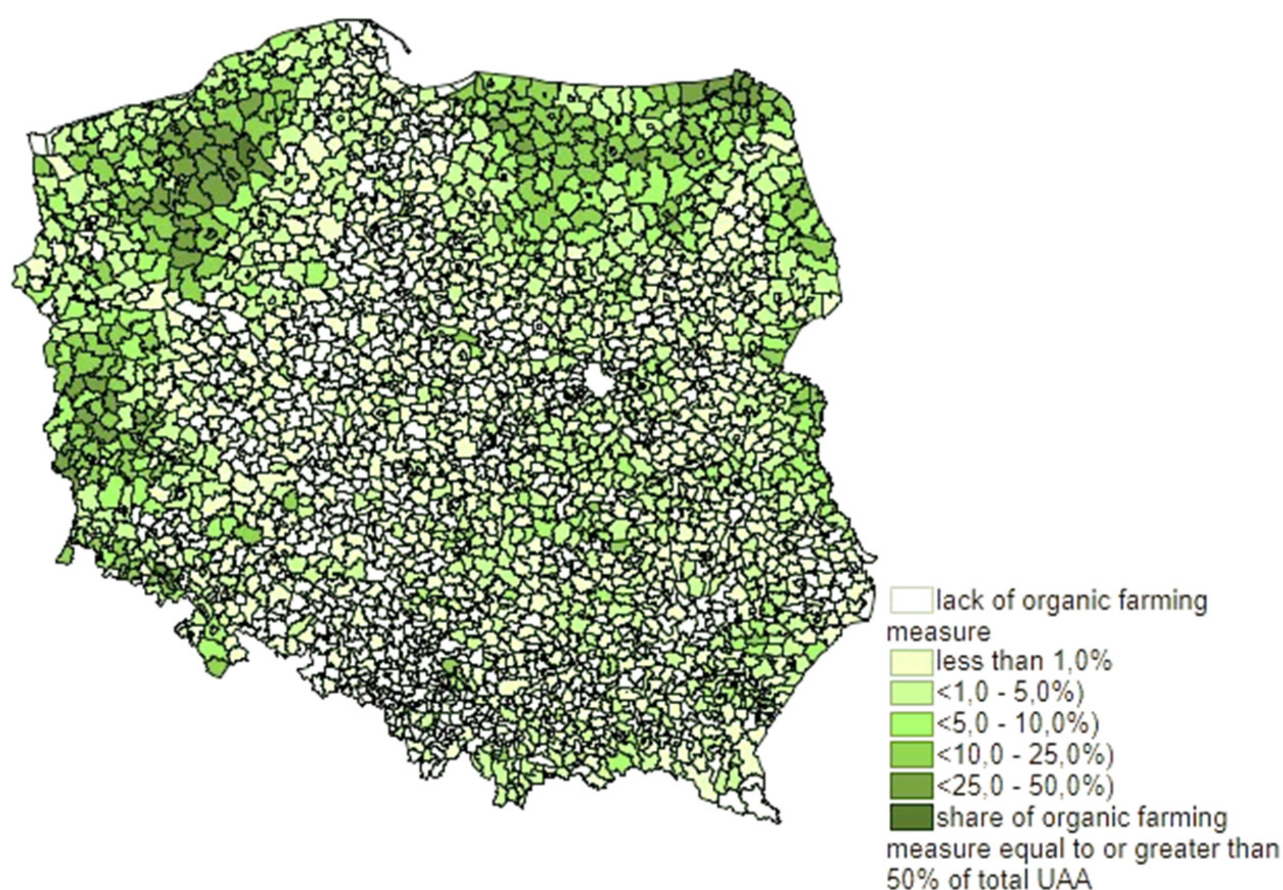 lack of organic farming
measure
less than 1,0%
<1,0 - 5,0%)
<5,0 - 10,0%)
<10,0 - 25,0%)
<25,0 - 50,0%)
share of organic farming
measure equal to or greater than
50% of total UAA